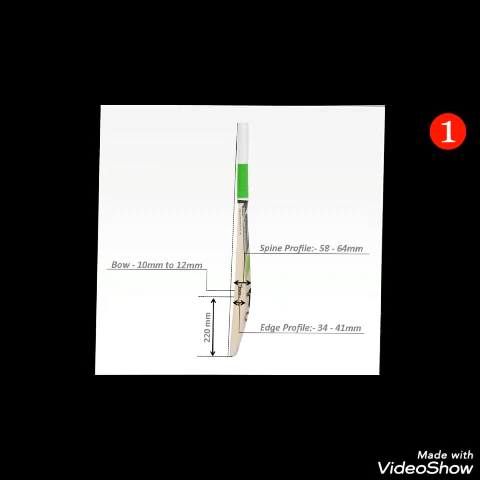 1
Spine Profile:- 58 - 64mm
Bow - 10mm to 12mm
220 mm
Edge Profile:- 34 - 41mm
Made with
VideoShow